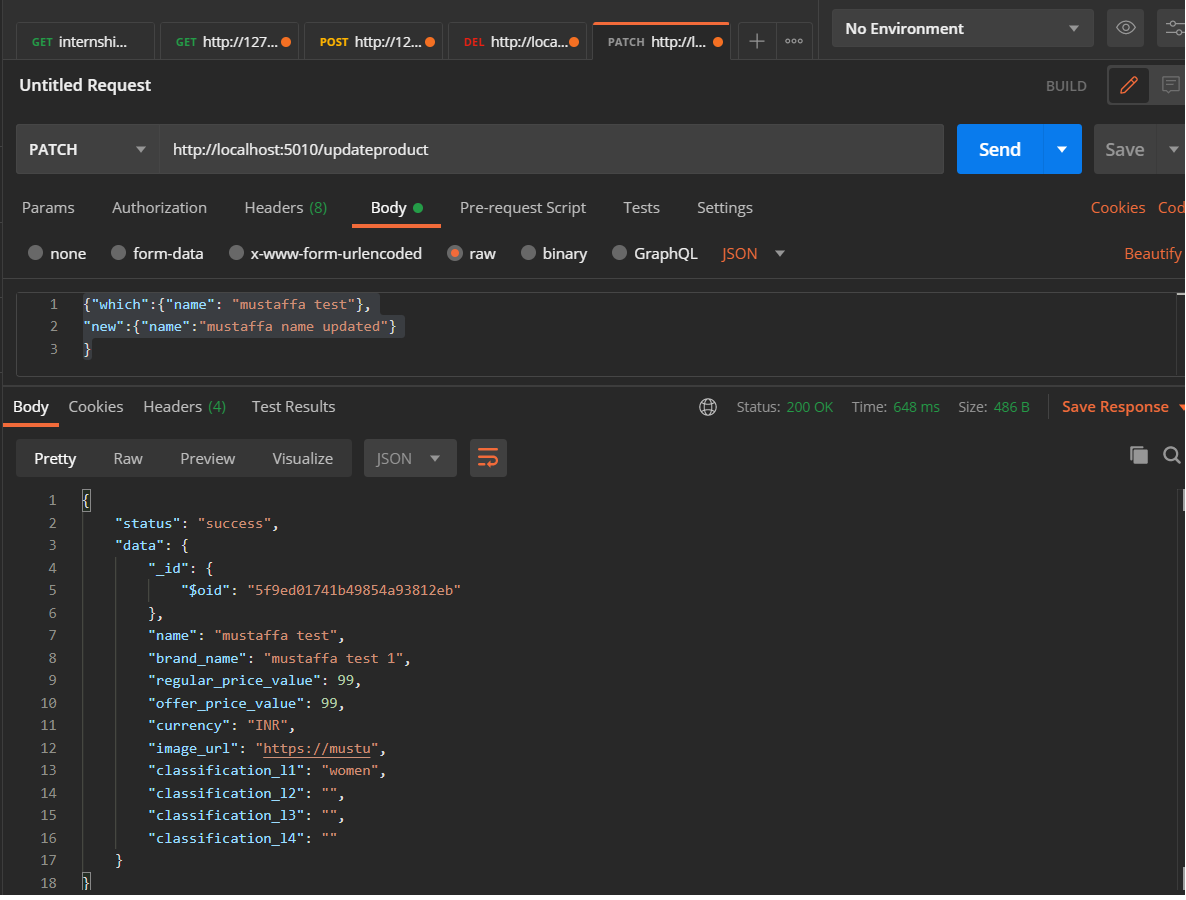 GET internshi... GET http://127... POST http://12... DEL http://loca... PATCH http://l... No Environment
Untitled Request BUILD
PATCH http://localhost:5010/updateproduct Send Save
Params Authorization Headers (8) Body Pre-request Script Tests Settings Cookies Cod
none form-data x-www-form-urlencoded raw binary GraphQL JSON Beautify
1 {"which":{"name": "mustaffa test"},
2 "new":{"name":"mustaffa name updated"}
3 }
Body Cookies Headers (4) Test Results Status: 200 OK Time: 648 ms Size: 486 B Save Response
Pretty Raw Preview Visualize JSON
1 {
2 "status": "success",
3 "data": {
4 "_id": {
5 "$oid": "5f9ed01741b49854a93812eb"
6 },
7 "name": "mustaffa test",
8 "brand_name": "mustaffa test 1",
9 "regular_price_value": 99,
10 "offer_price_value": 99,
11 "currency": "INR",
12 "image_url": "https://mustu",
13 "classification_l1": "women",
14 "classification_l2": "",
15 "classification_l3": "",
16 "classification_l4": ""
17 }
18 }